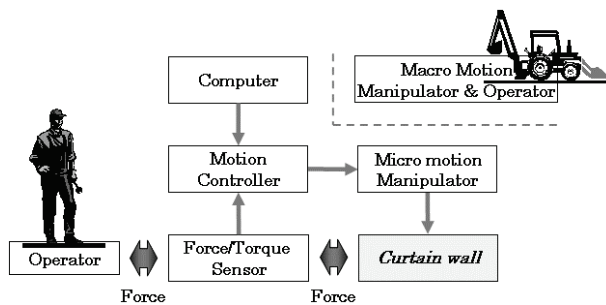 Computer
Macro Motion
Manipulator & Operator
Motion
Controller
Micro motion
Manipulator
Operator
Force/Torque
Sensor
Curtain wall
Force
Force